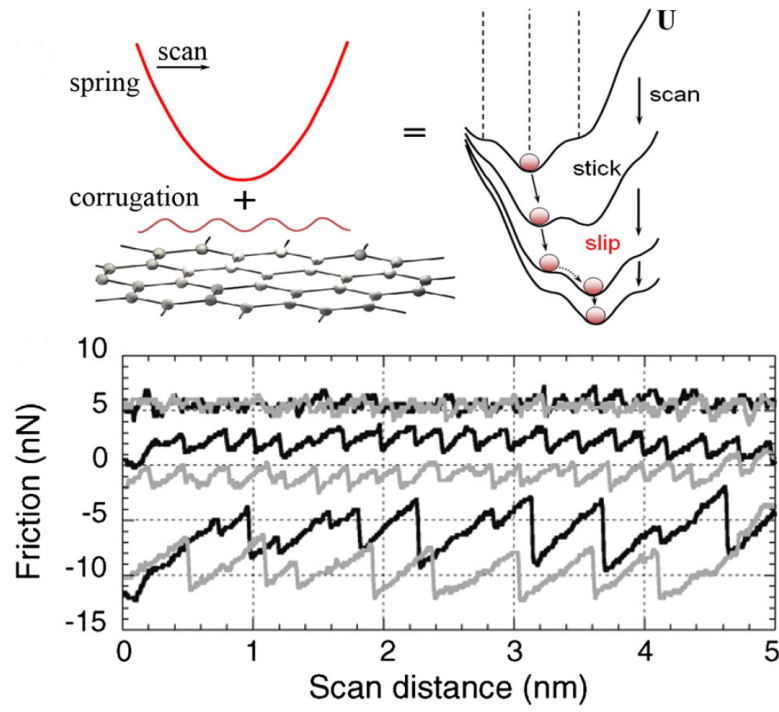 U
scan
spring
scan
=
corrugation
+
stick
slip
10
5
0
-5
-10
-15
Friction (nN)
0 1 2 3 4 5
Scan distance (nm)